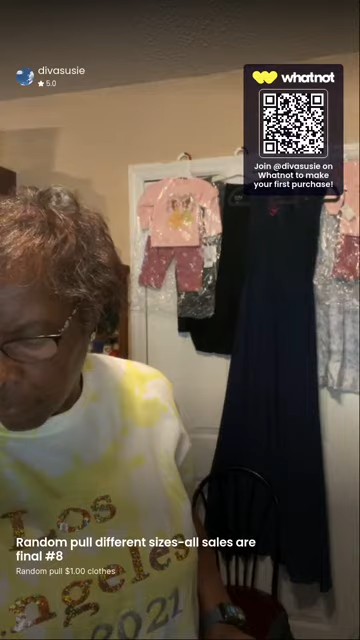 divasusie
★ 5.0
whatnot
Join @divasusie on
Whatnot to make
your first purchase!
Los
Angeles
2021
Random pull different sizes-all sales are
final #8
Random pull $1.00 clothes